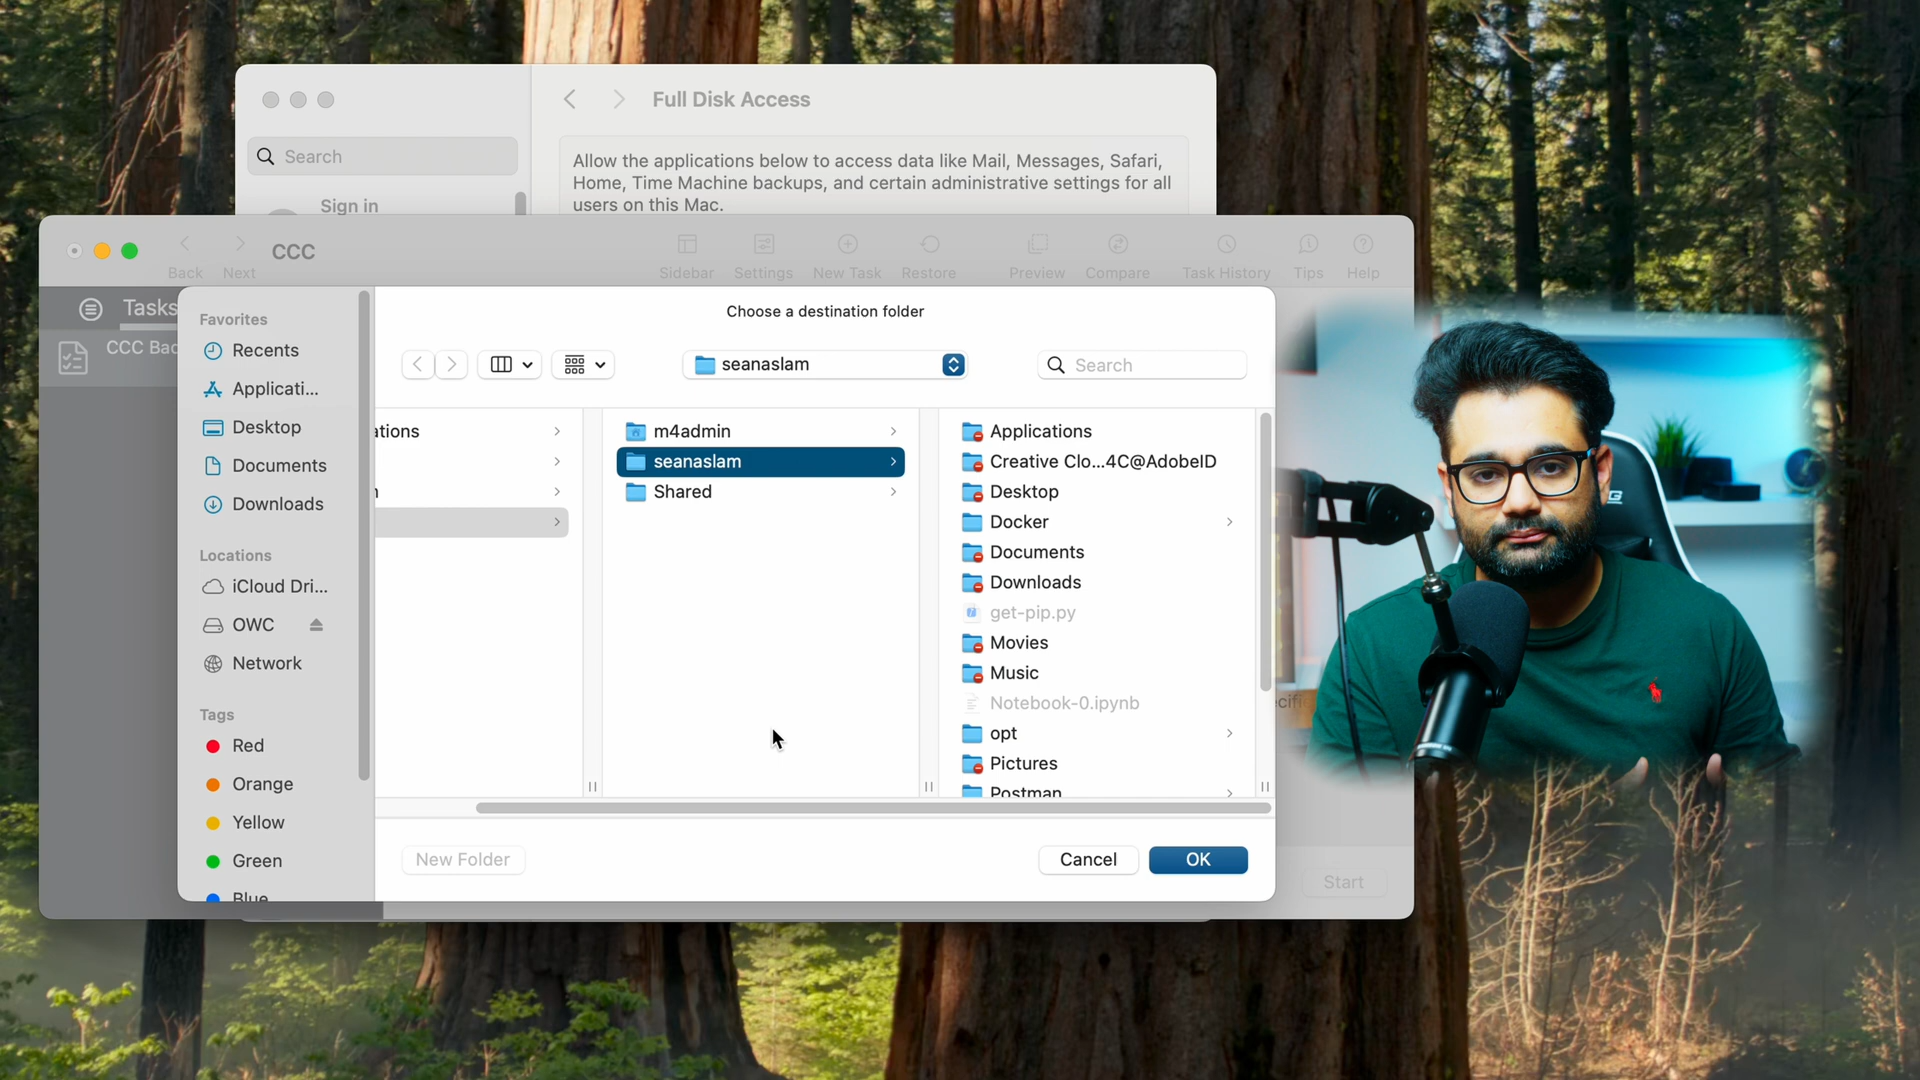 Full Disk Access
Search
Allow the applications below to access data like Mail, Messages, Safari,
Home, Time Machine backups, and certain administrative settings for all
users on this Mac.
Sign in
CCC
Back
Next
Sidebar
Settings
New Task
Restore
Preview
Compare
Task History
Tips
Help
Tasks
CCC Bac
Favorites
Recents
Applicati...
Desktop
Documents
Downloads
Locations
iCloud Dri...
OWC
Network
Tags
Red
Orange
Yellow
Green
Blue
Choose a destination folder
seanaslam
Search
ations
m4admin
seanaslam
Shared
Applications
Creative Clo...4C@AdobeID
Desktop
Docker
Documents
Downloads
get-pip.py
Movies
Music
Notebook-0.ipynb
opt
Pictures
Postman
New Folder
Cancel
OK
Start